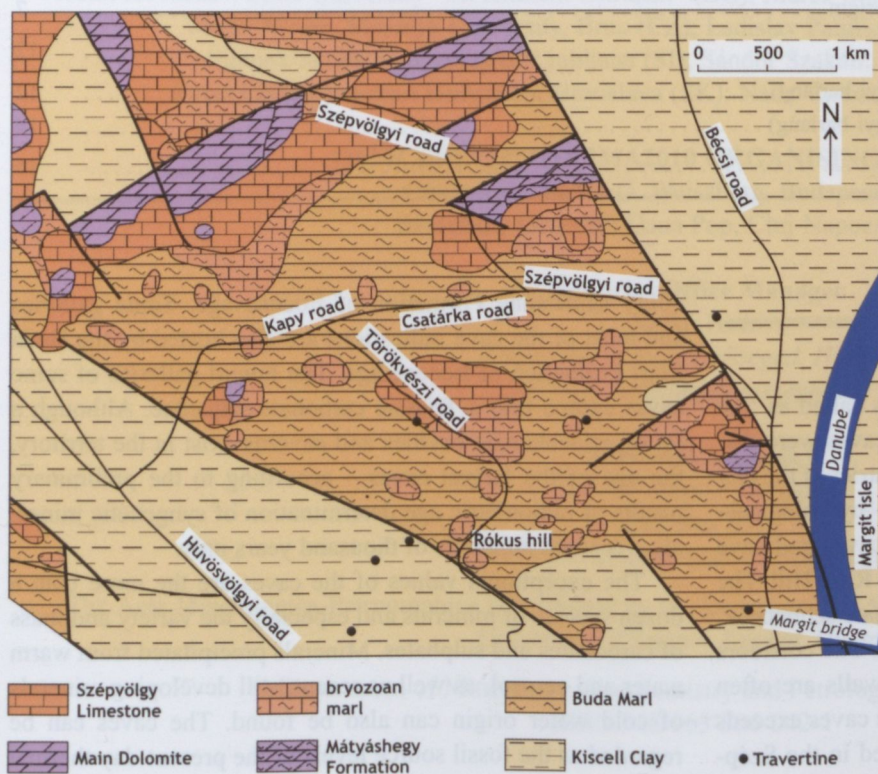 0 500 1 km
N
Szépvölgyi road
Bécsi road
Szépvölgyi road
Kapy road
Csatárka road
Törökvészi road
Danube
Margit isle
Rókus hill
Hüvösvölgyi road
Margit bridge
Szépvölgy
Limestone
bryozoan
marl
Buda Marl
Main Dolomite
Mátyáshegy
Formation
Kiscell Clay
Travertine